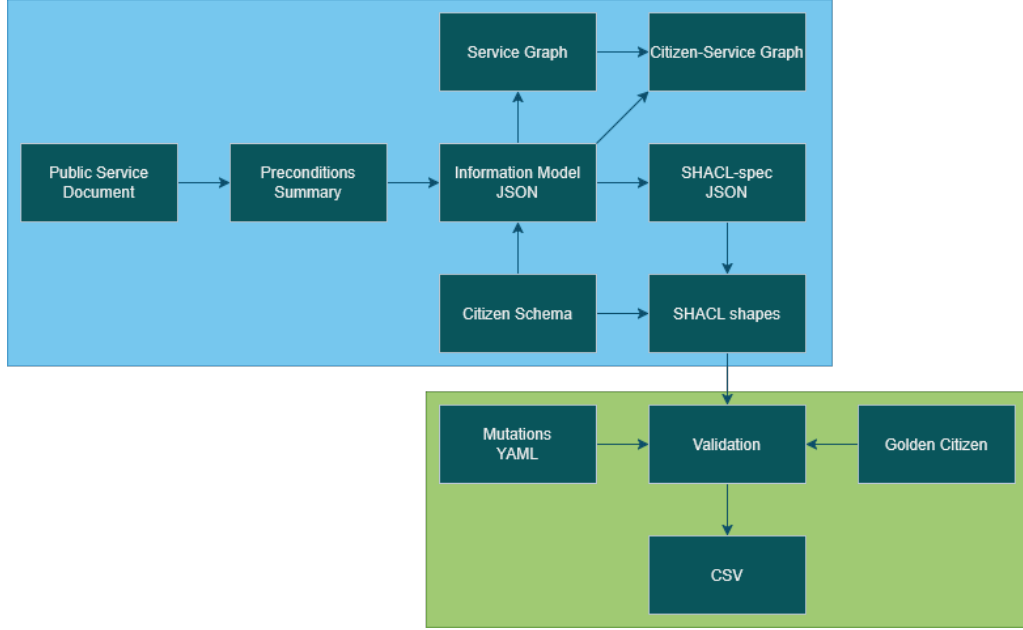 Service Graph
Citizen-Service Graph
Public Service
Document
Preconditions
Summary
Information Model
JSON
SHACL-spec
JSON
Citizen Schema
SHACL shapes
Mutations
YAML
Validation
Golden Citizen
CSV